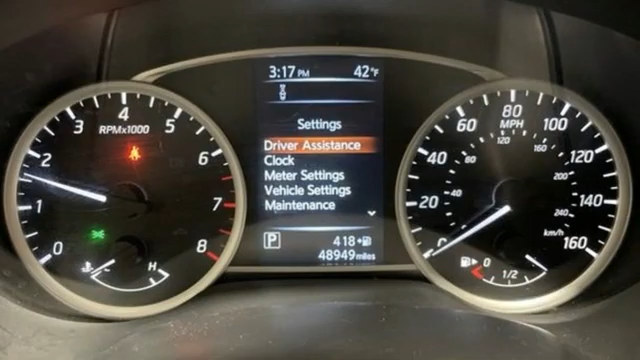 3:17 PM 42°F
Settings
Driver Assistance
Clock
Meter Settings
Vehicle Settings
Maintenance
P 418
48949 miles
RPMx1000
0 1 2 3 4 5 6 7 8
H
MPH
0 20 40 60 80 100 120 140 160
40 80 120 160 200 240
km/h
0 1/2